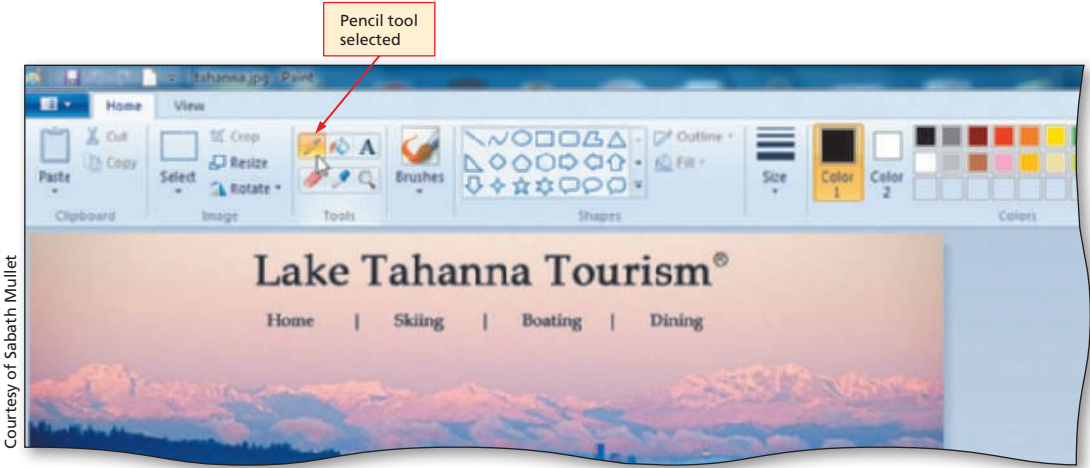 Pencil tool
selected
tahanna.jpg - Paint
Home View
Paste
Cut
Copy
Clipboard
Select
Crop
Resize
Rotate
Image
A
Tools
Brushes
Outline
Fill
Shapes
Size
Color
1
Color
2
Colors
Lake Tahanna Tourism®
Home | Skiing | Boating | Dining
Courtesy of Sabath Mullet